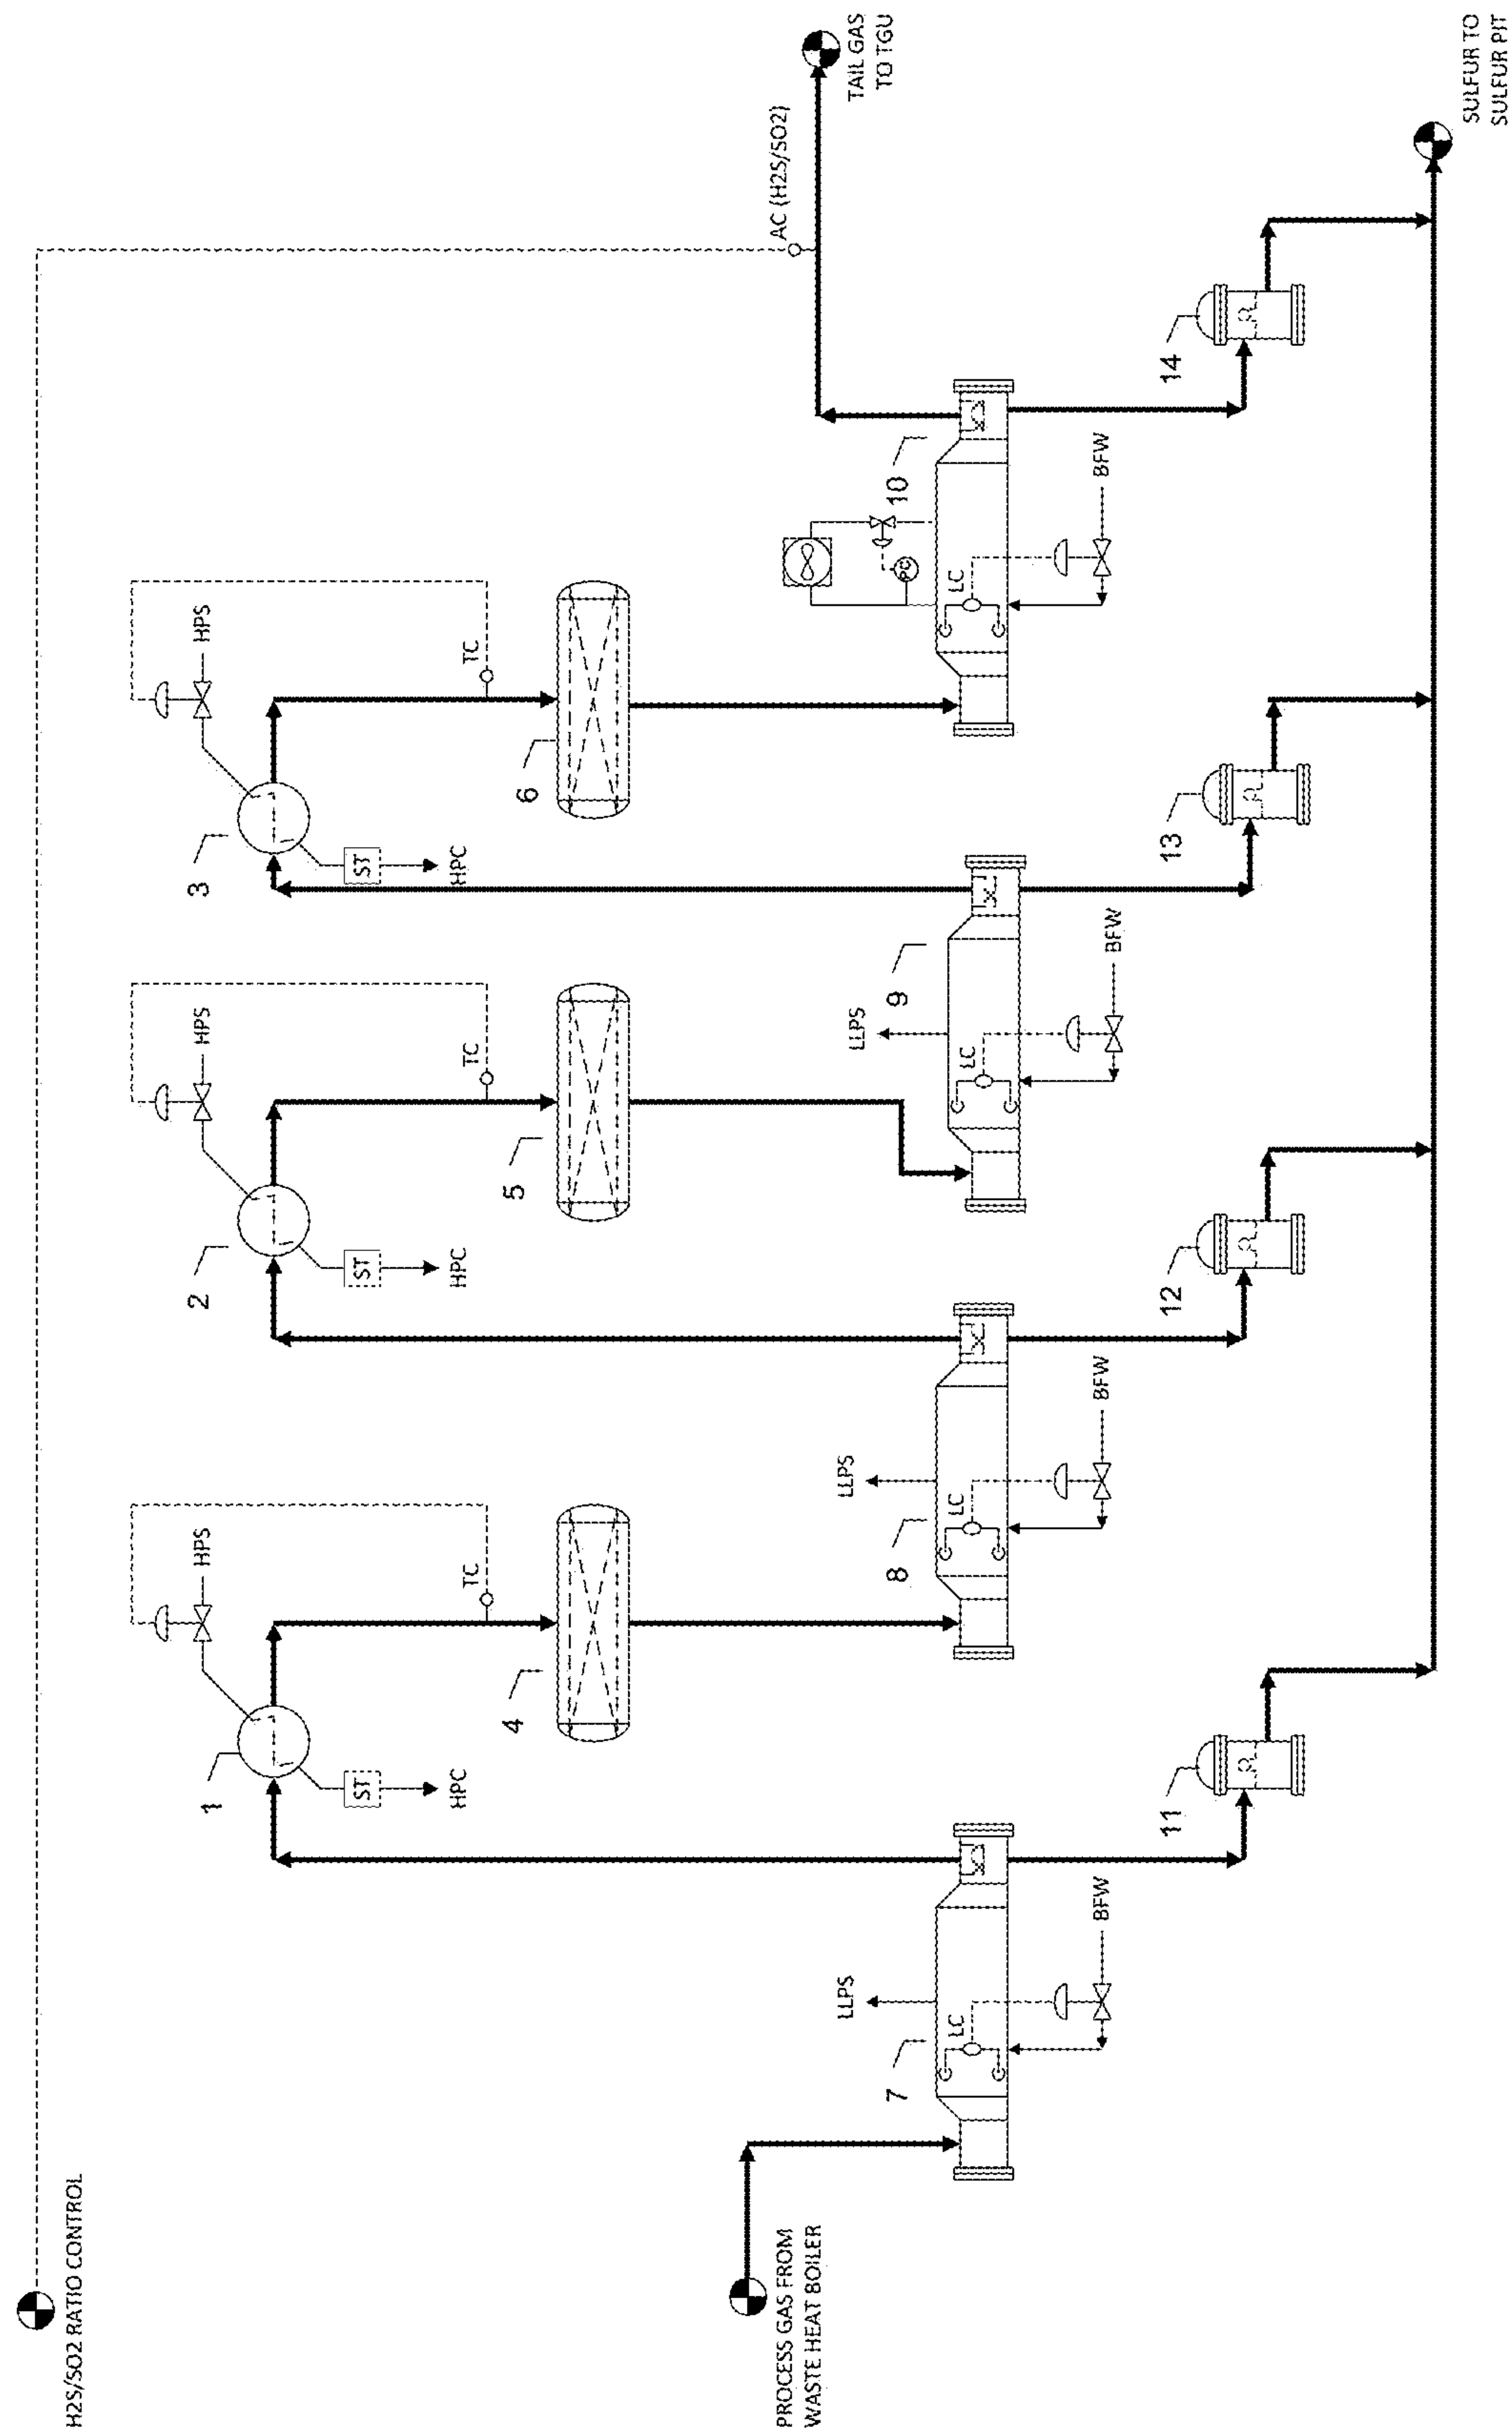 H2S/SO2 RATIO CONTROL
HPS
HPS
HPS
1
2
3
ST
ST
ST
HPC
HPC
HPC
TC
TC
TC
4
5
6
PROCESS GAS FROM
WASTE HEAT BOILER
AC (H2S/SO2)
TAIL GAS
TO TGU
LLPS
LLPS
LLPS
PC
7
8
9
10
LC
LC
LC
LC
BFW
BFW
BFW
BFW
11
12
13
14
SULFUR TO
SULFUR PIT